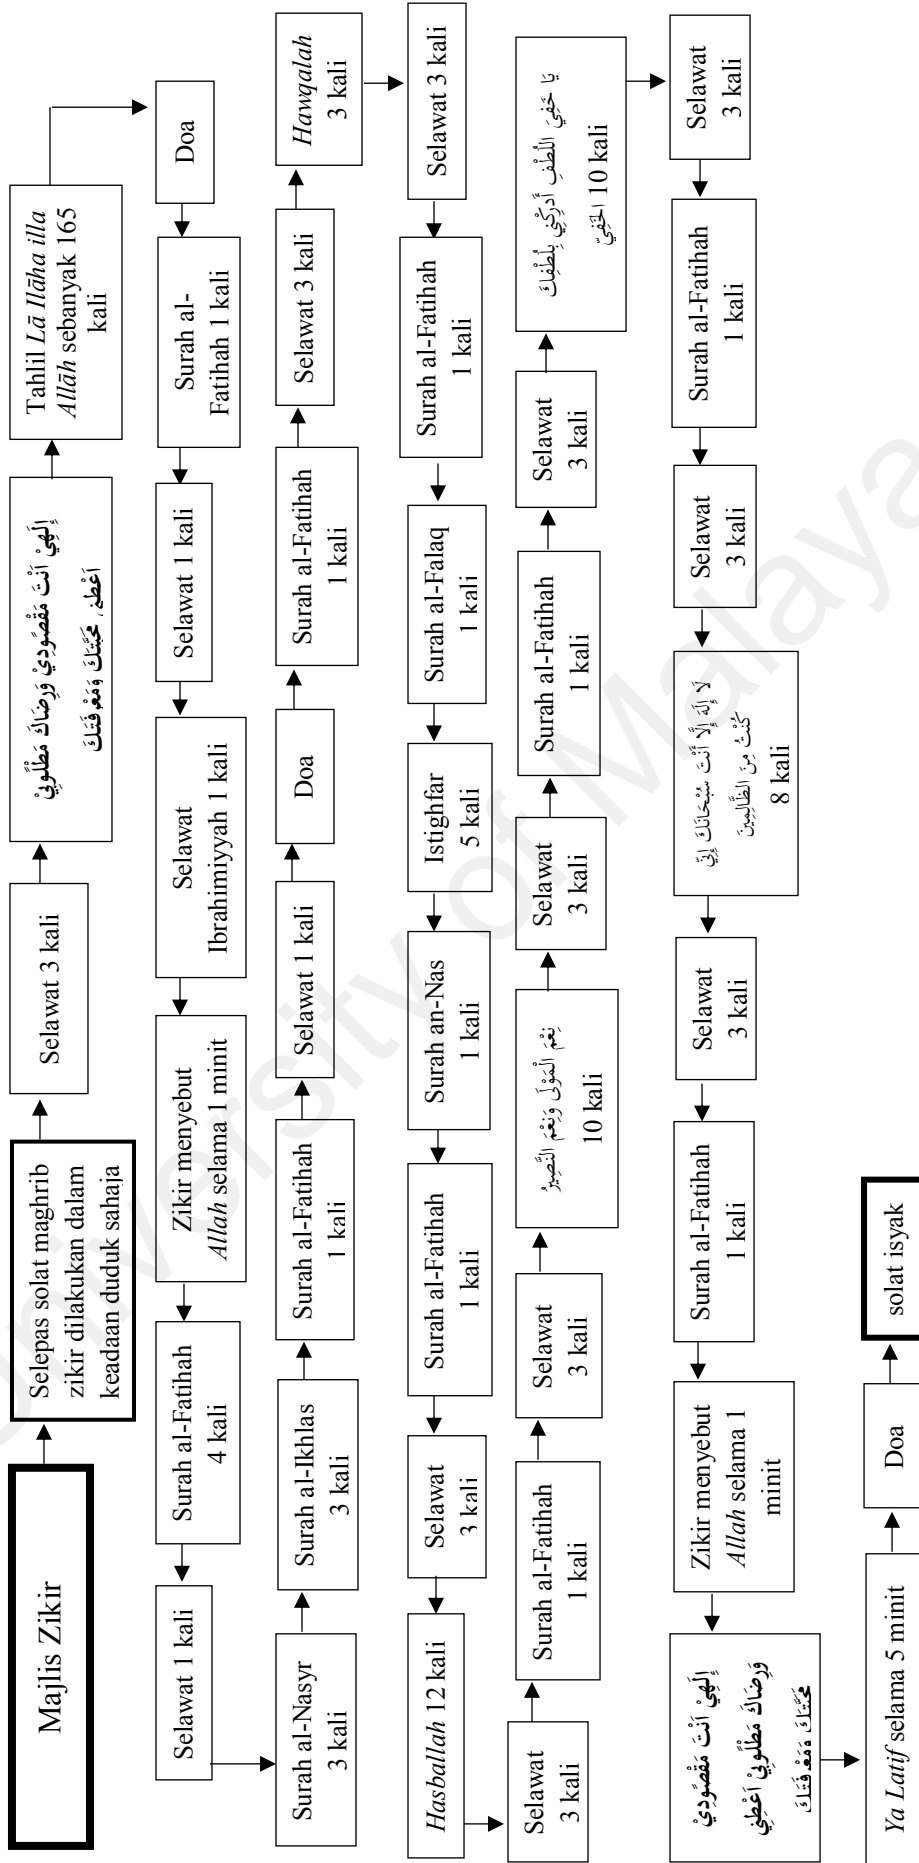 Majlis Zikir
Selepas solat maghrib
zikir dilakukan dalam
keadaan duduk sahaja
Selawat 3 kali
إِلَهِيْ أَنْتَ مَقْصُودِيْ وَرِضَاكَ مَطْلُوبِيْ
أَعْطِنِي مَحَبَّتَكَ وَمَعْرِفَتَكَ
Tahlil Lā Ilāha illa
Allāh sebanyak 165
kali
Doa
Surah al-
Fatihah 1 kali
Selawat 1 kali
Selawat
Ibrahimiyyah 1 kali
Zikir menyebut
Allah selama 1 minit
Surah al-Fatihah
4 kali
Selawat 1 kali
Surah al-Nasyr
3 kali
Surah al-Ikhlas
3 kali
Surah al-Fatihah
1 kali
Selawat 1 kali
Doa
Surah al-Fatihah
1 kali
Selawat 3 kali
Hawqalah
3 kali
Selawat 3 kali
Surah al-Fatihah
1 kali
Surah al-Falaq
1 kali
Istighfar
5 kali
Surah an-Nas
1 kali
Surah al-Fatihah
1 kali
Selawat
3 kali
Hasballah 12 kali
Selawat
3 kali
Surah al-Fatihah
1 kali
Selawat
3 kali
نِعْمَ الْمَوْلَى وَنِعْمَ النَّصِيْرُ
10 kali
Selawat
3 kali
Surah al-Fatihah
1 kali
Selawat
3 kali
يَا خَفِيَّ اللُّطْفِ أَدْرِكْنِي بِلُطْفِكَ
الْخَفِيّ 10 kali
Selawat
3 kali
Surah al-Fatihah
1 kali
Selawat
3 kali
لَا إِلَهَ إِلَّا أَنْتَ سُبْحَانَكَ إِنِّي
كُنْتُ مِنَ الظَّالِمِينَ
8 kali
Selawat
3 kali
Surah al-Fatihah
1 kali
Zikir menyebut
Allah selama 1
minit
إِلَهِيْ أَنْتَ مَقْصُودِيْ
وَرِضَاكَ مَطْلُوبِيْ أَعْطِنِي
مَحَبَّتَكَ وَمَعْرِفَتَكَ
Ya Latif selama 5 minit
Doa
solat isyak
University of Malaya